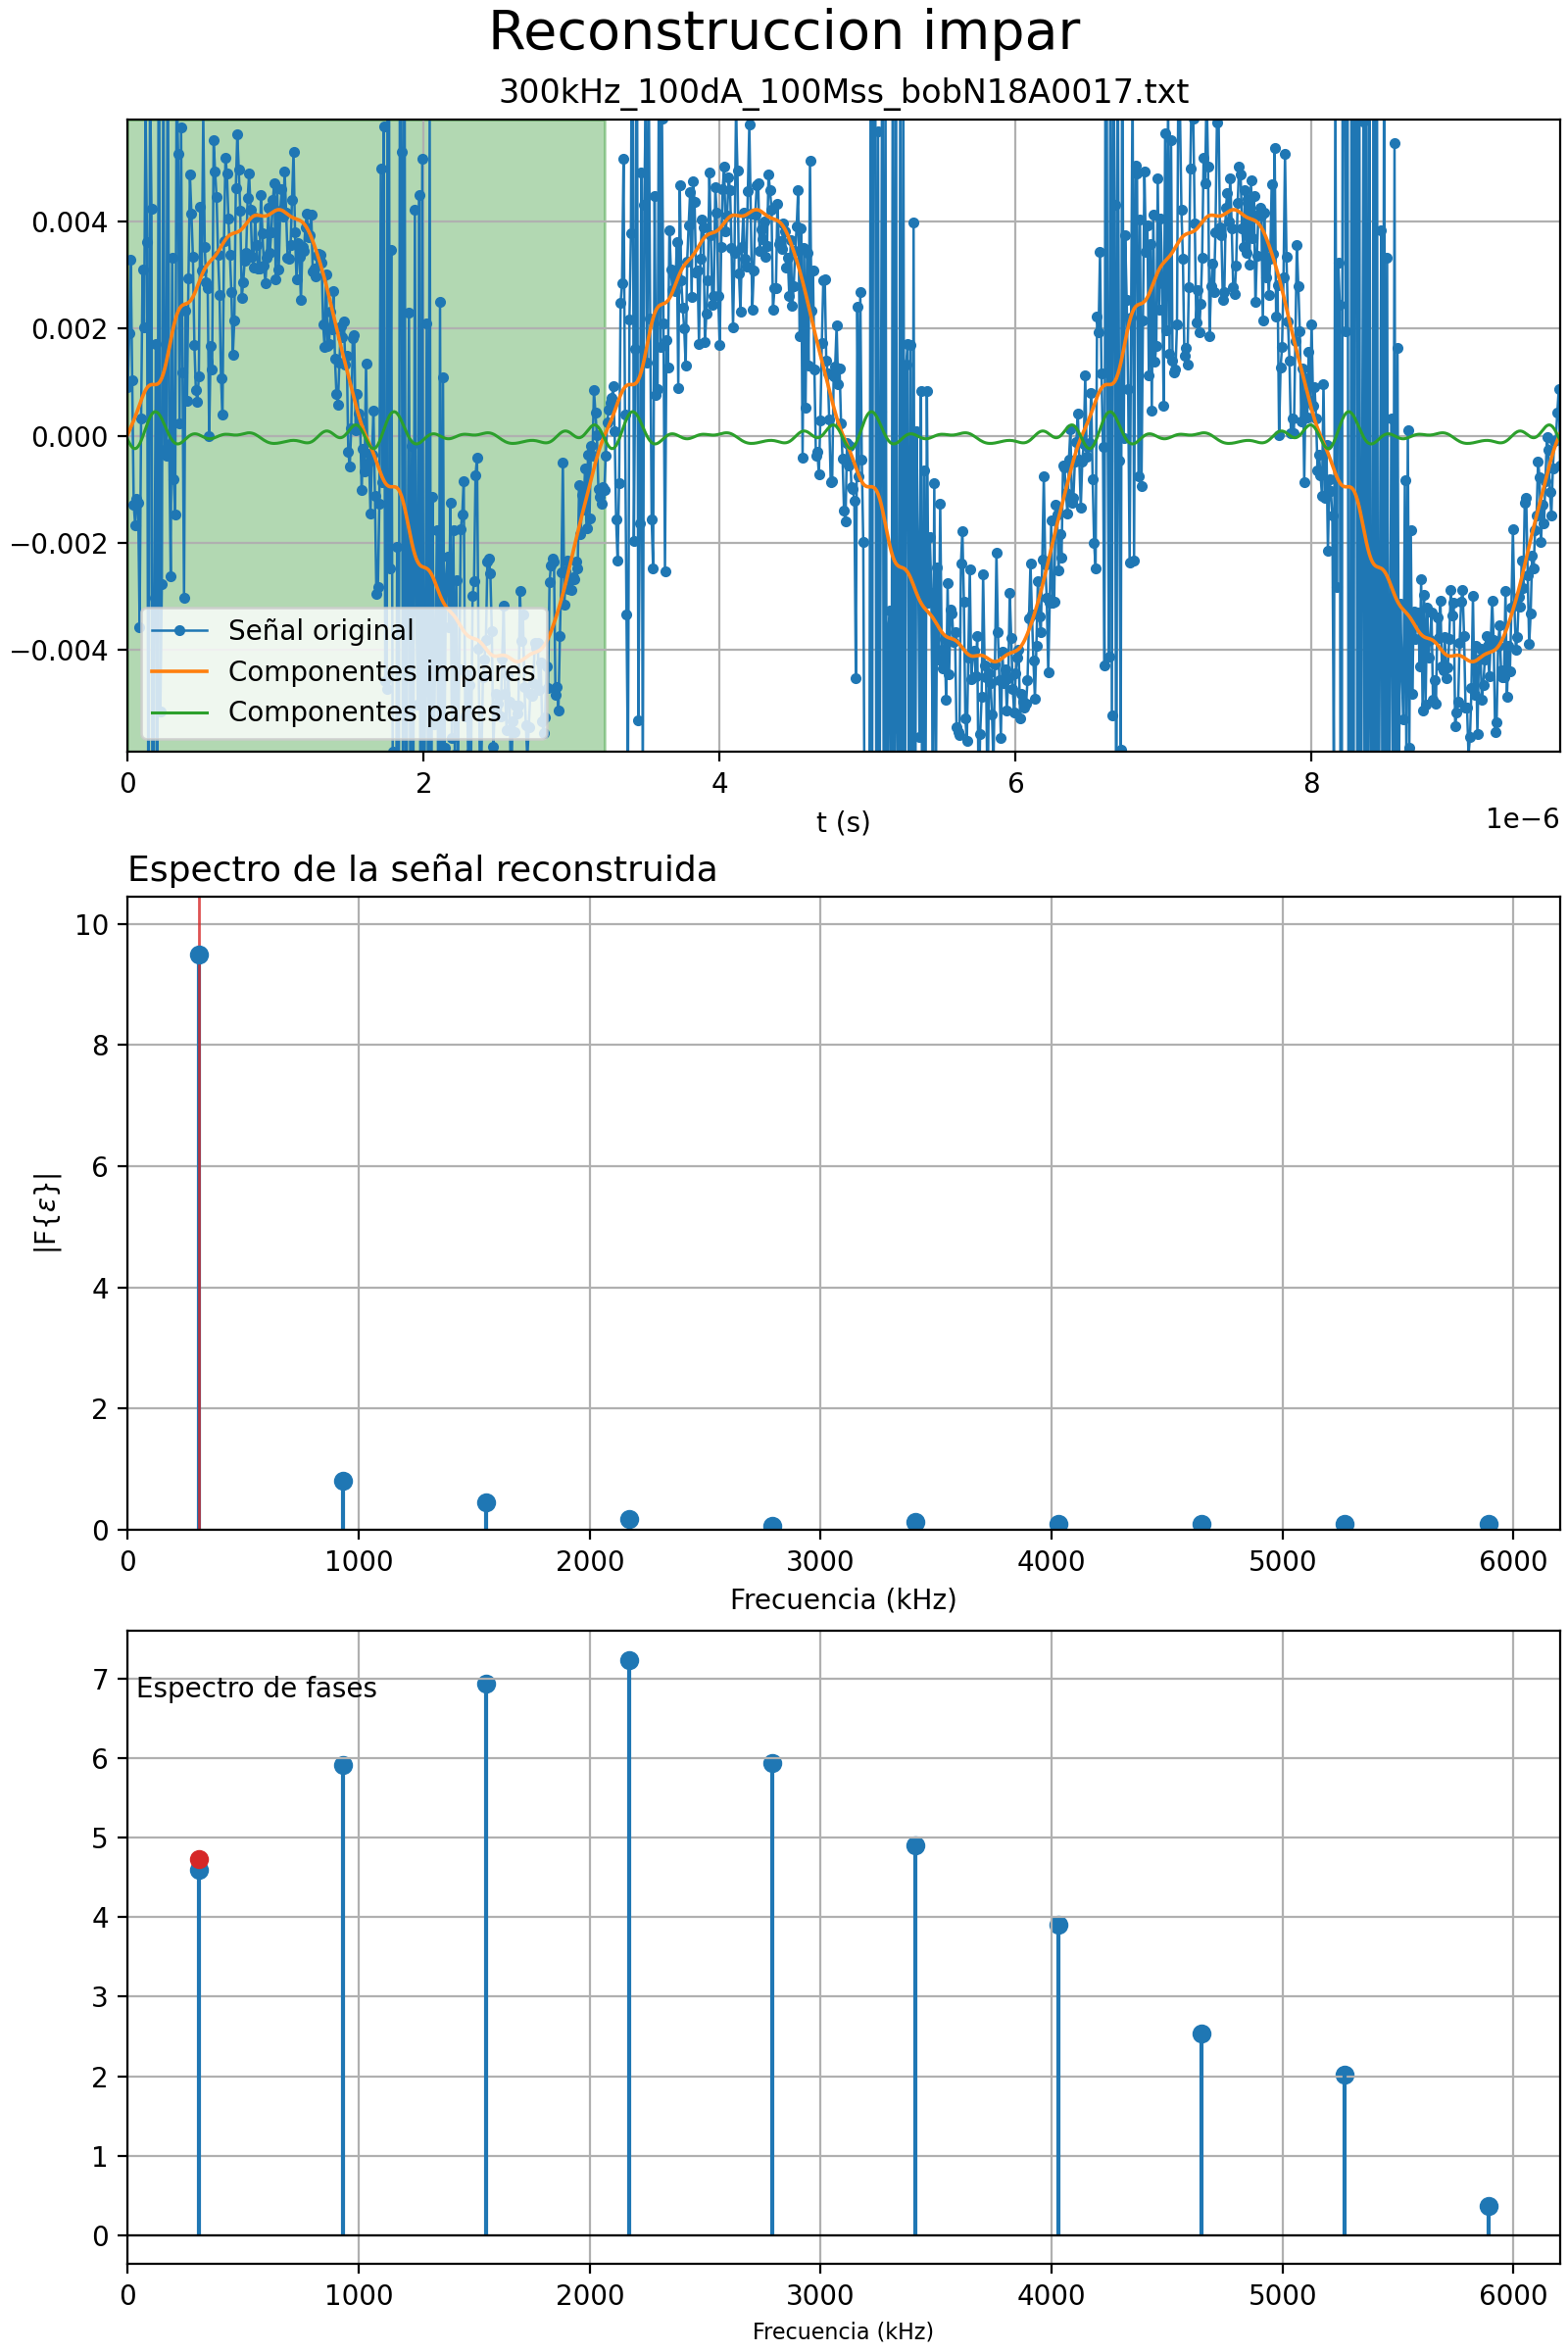 Reconstruccion impar
300kHz_100dA_100Mss_bobN18A0017.txt
0.004
0.002
0.000
−0.002
−0.004
Señal original
Componentes impares
Componentes pares
0 2 4 6 8
1e−6
t (s)
Espectro de la señal reconstruida
10
8
6
4
2
0
|F{ε}|
0 1000 2000 3000 4000 5000 6000
Frecuencia (kHz)
7
Espectro de fases
6
5
4
3
2
1
0
0 1000 2000 3000 4000 5000 6000
Frecuencia (kHz)